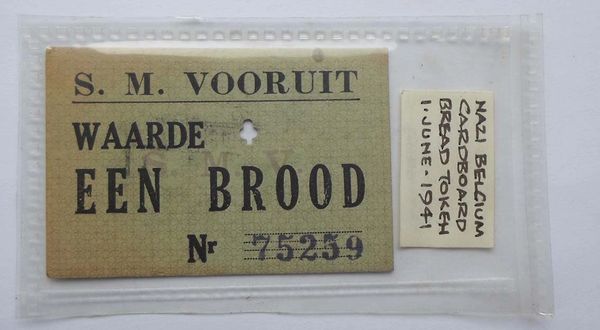 S. M. VOORUIT
WAARDE
S. M. V.
EEN BROOD
Nr 75259
NAZI BELGIUM
CARDBOARD
BREAD TOKEN
1. JUNE - 1941